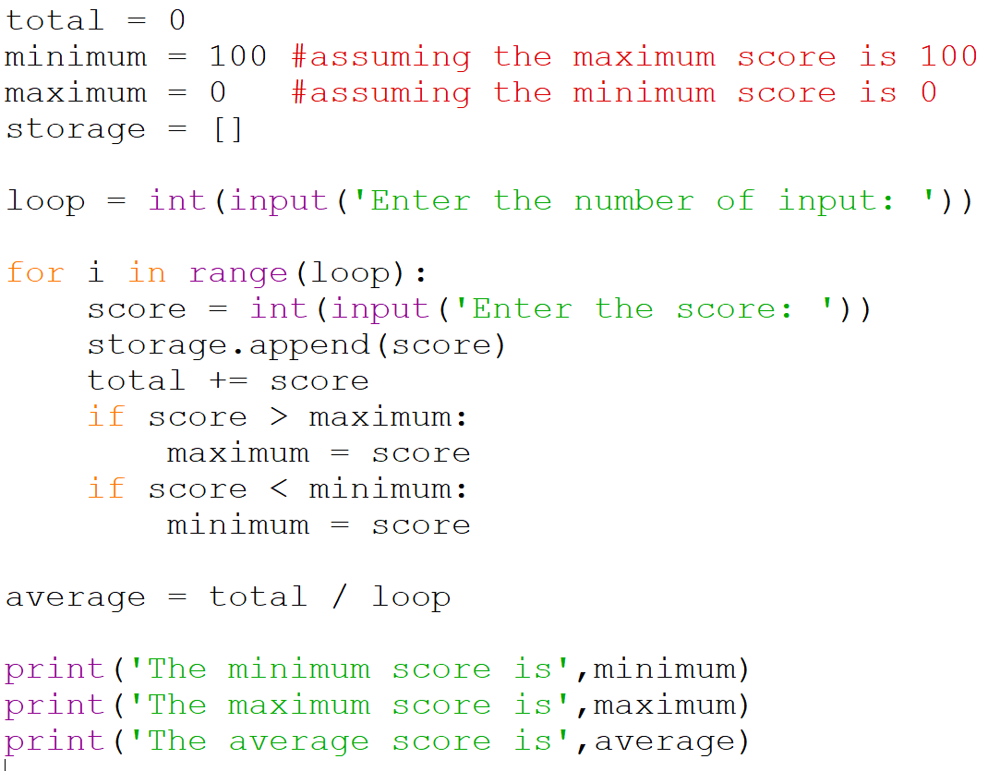 total = 0
minimum = 100 #assuming the maximum score is 100
maximum = 0   #assuming the minimum score is 0
storage = []

loop = int(input('Enter the number of input: '))

for i in range(loop):
    score = int(input('Enter the score: '))
    storage.append(score)
    total += score
    if score > maximum:
        maximum = score
    if score < minimum:
        minimum = score

average = total / loop

print('The minimum score is',minimum)
print('The maximum score is',maximum)
print('The average score is',average)